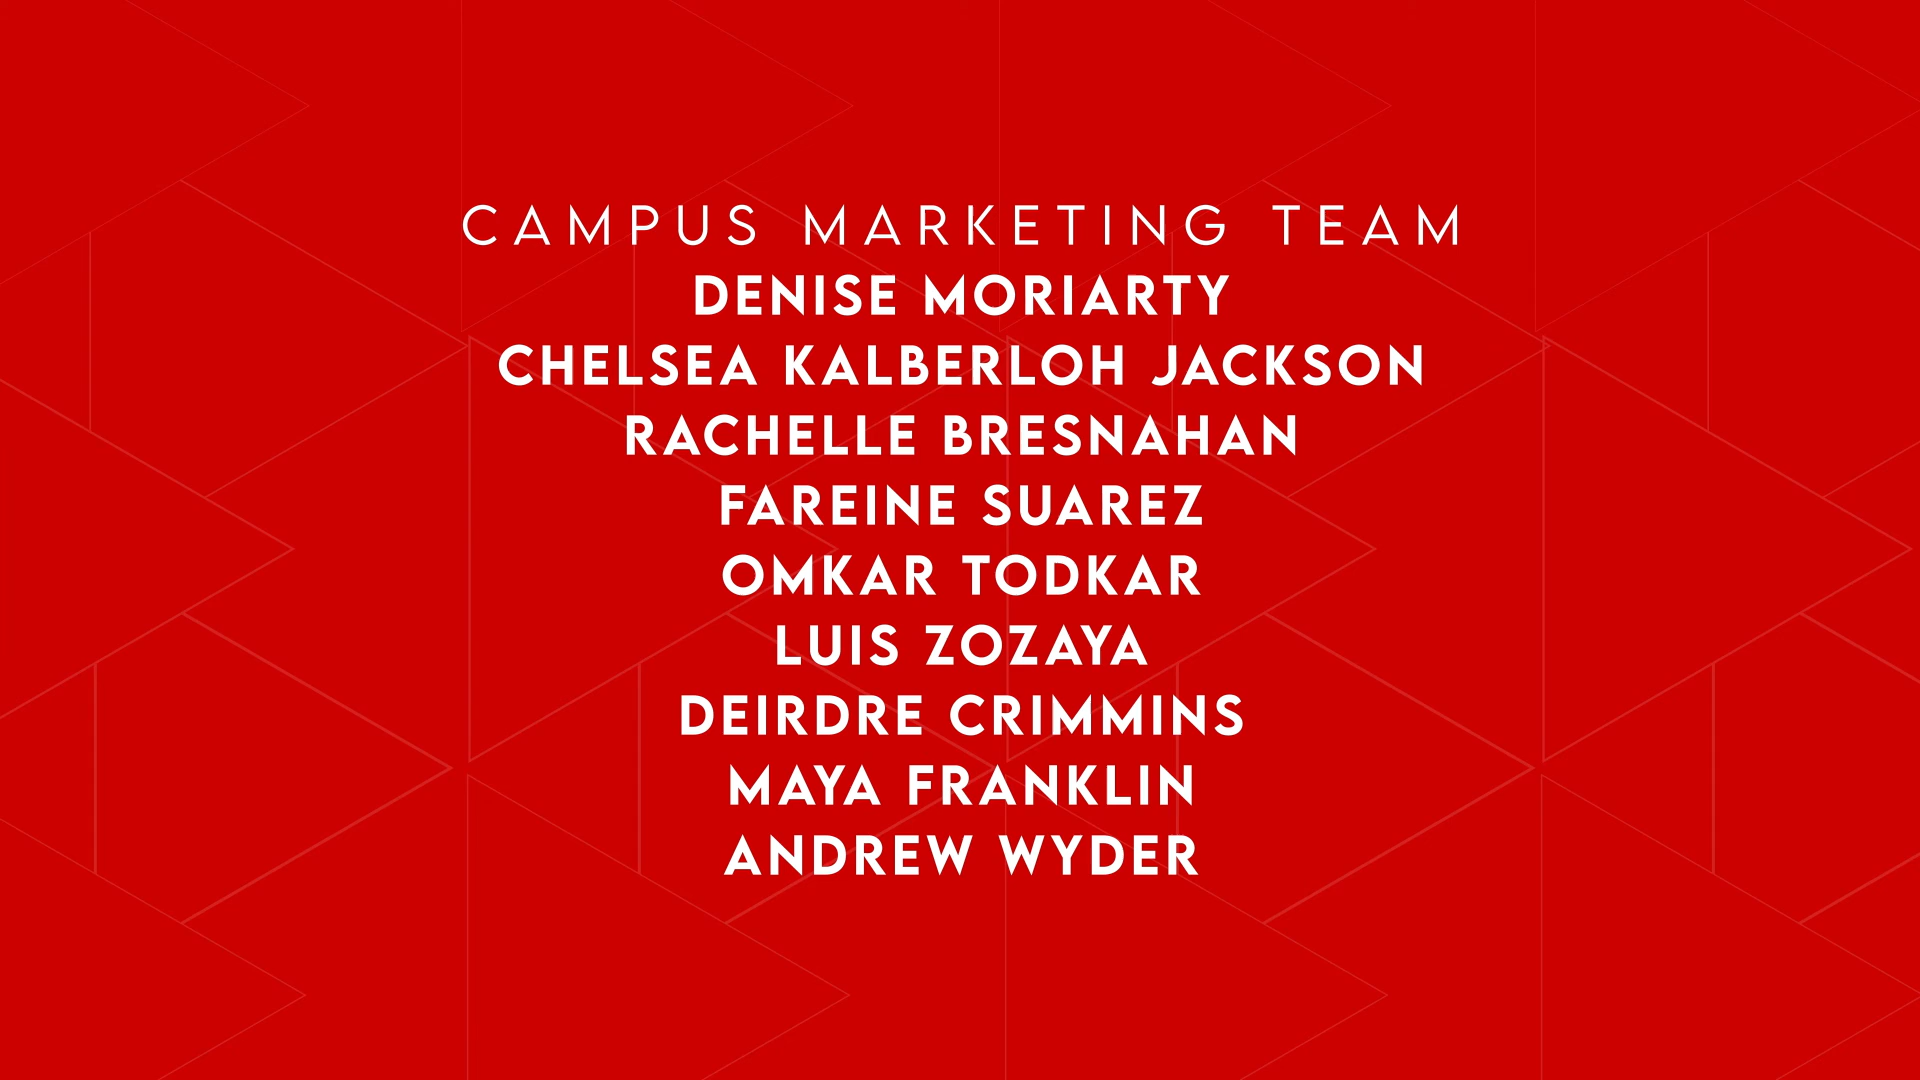 CAMPUS MARKETING TEAM
DENISE MORIARTY
CHELSEA KALBERLOH JACKSON
RACHELLE BRESNAHAN
FAREINE SUAREZ
OMKAR TODKAR
LUIS ZOZAYA
DEIRDRE CRIMMINS
MAYA FRANKLIN
ANDREW WYDER